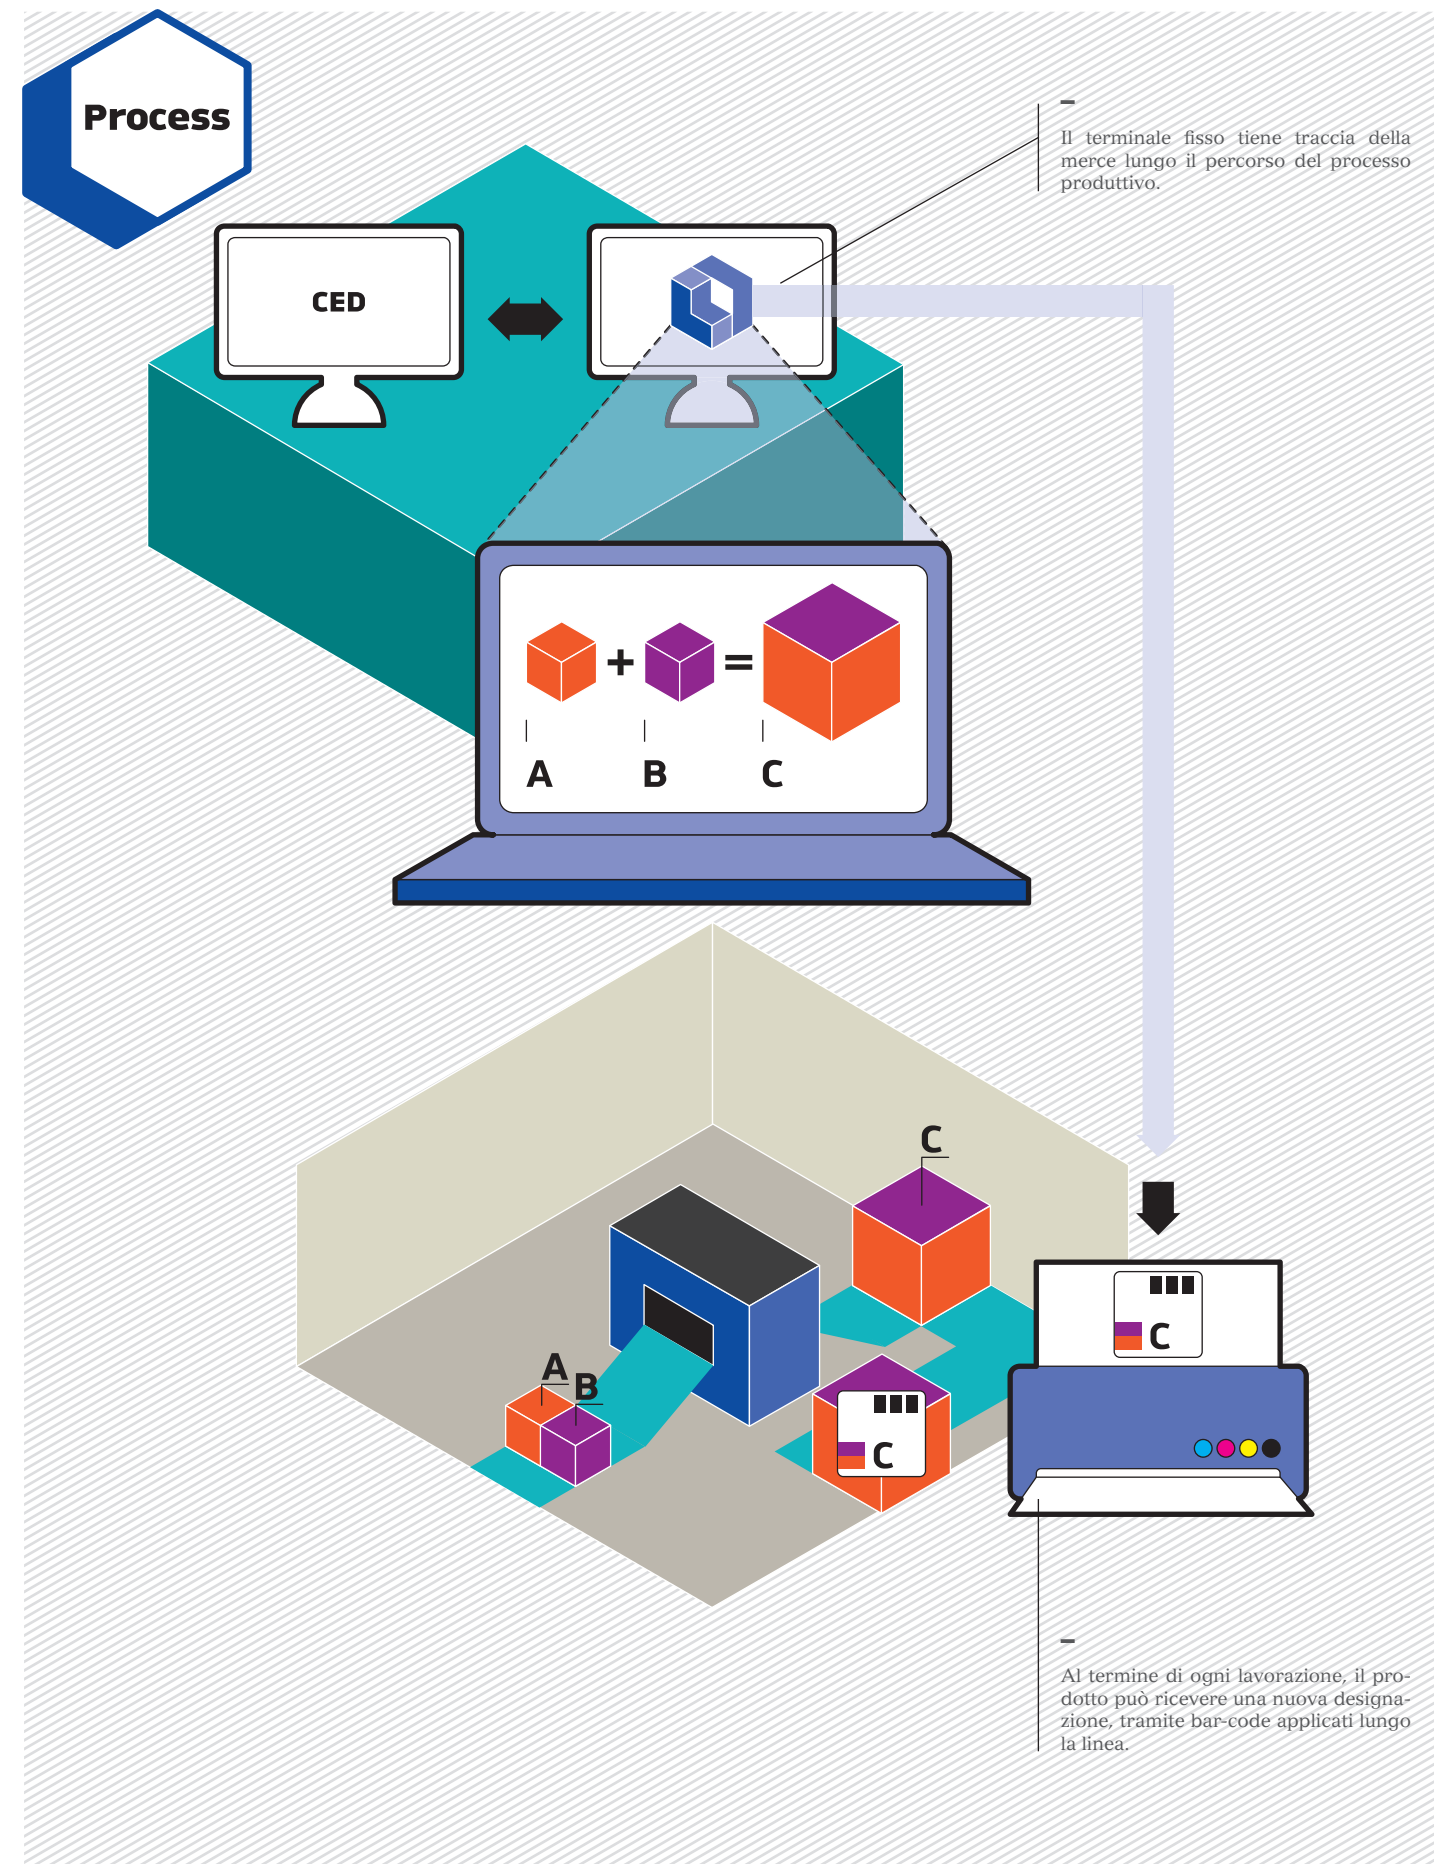 Process
Il terminale fisso tiene traccia della
merce lungo il percorso del processo
produttivo.
CED
+ =
A B C
C
A
B
C
C
Al termine di ogni lavorazione, il pro-
dotto può ricevere una nuova designa-
zione, tramite bar-code applicati lungo
la linea.